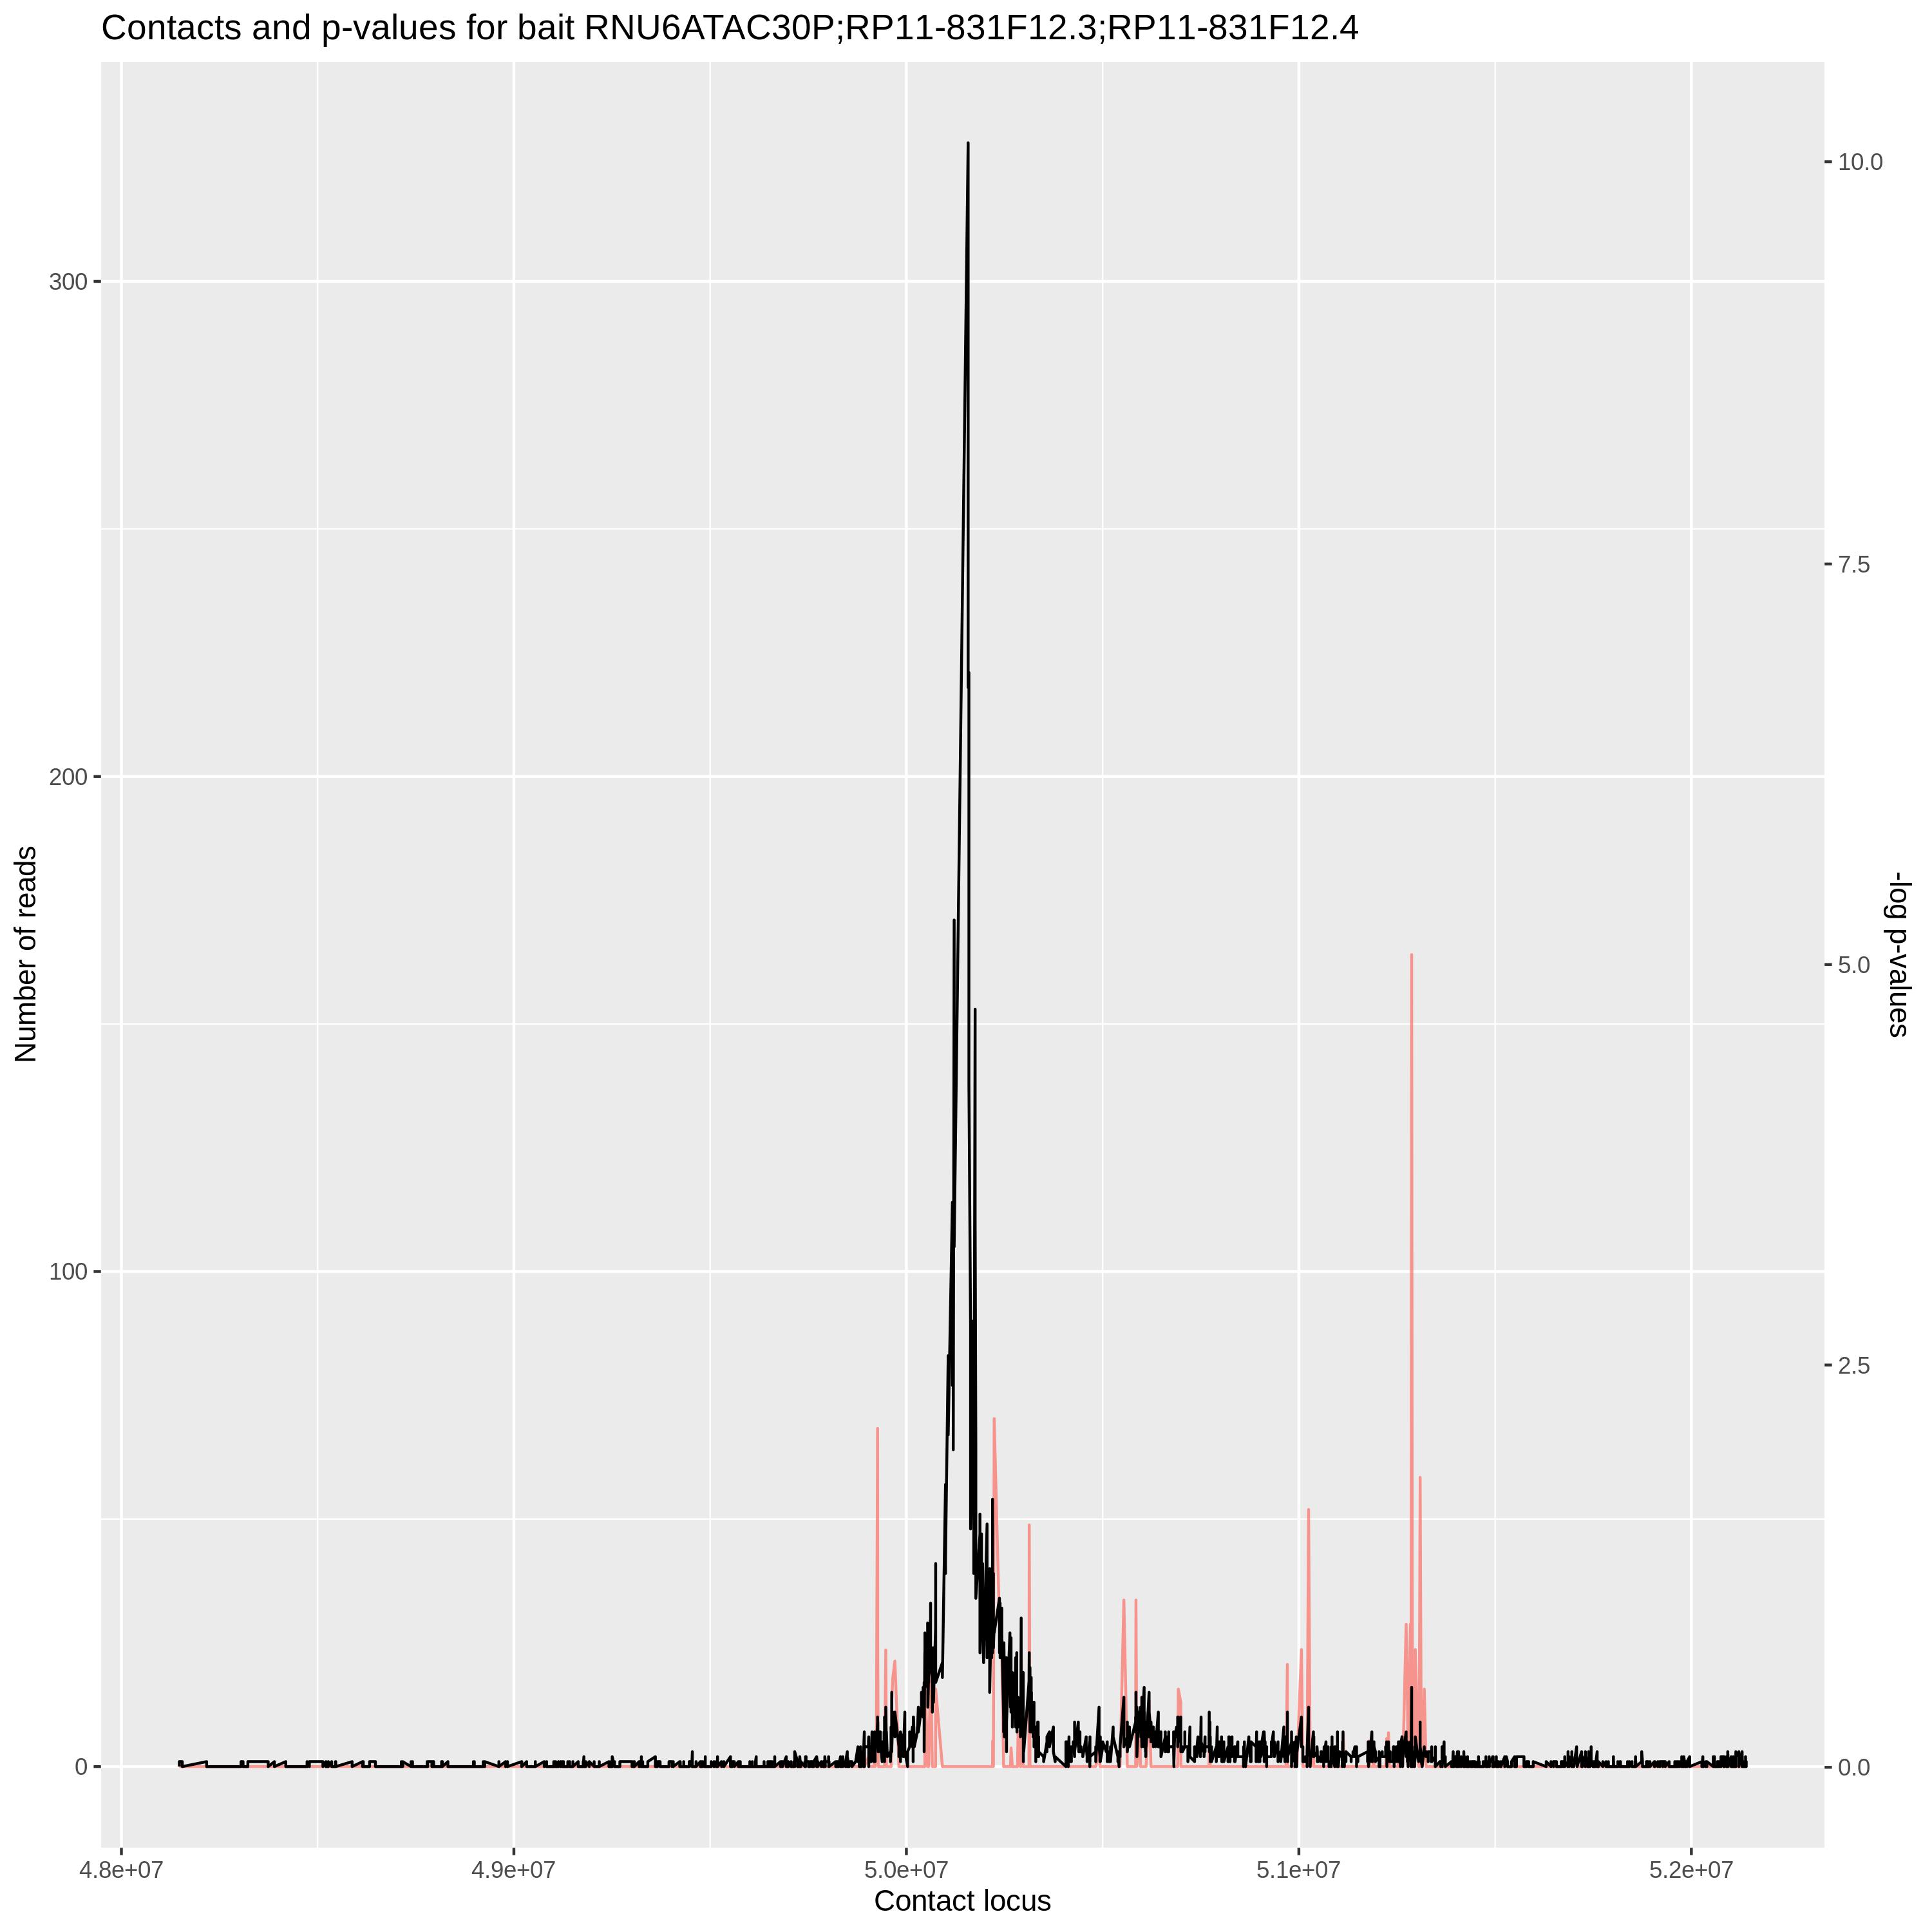 Contacts and p-values for bait RNU6ATAC30P;RP11-831F12.3;RP11-831F12.4
300
200
100
0
Number of reads
10.0
7.5
5.0
2.5
0.0
-log p-values
4.8e+07
4.9e+07
5.0e+07
5.1e+07
5.2e+07
Contact locus